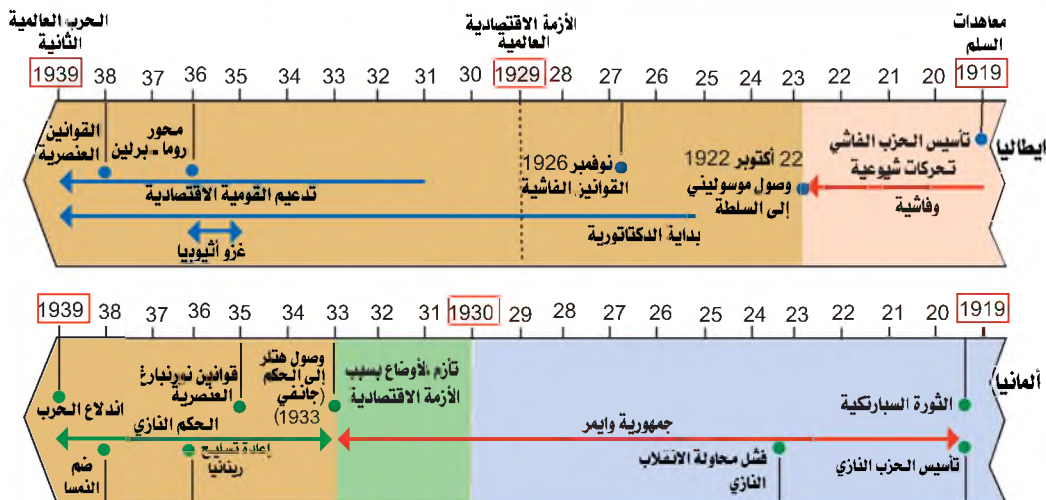 معاهدات
السلم
الأزمة الاقتصادية
العالمية
الحرب العالمية
الثانية
1919 20 21 22 23 24 25 26 27 28 1929 30 31 32 33 34 35 36 37 38 1939
ايطاليا
تأسيس الحزب الفاشي
تحركات شيوعية
وفاشية
22 أكتوبر 1922
وصول موسوليني
إلى السلطة
نوفمبر 1926
القوانين الفاشية
محور
روما - برلين
القوانين
العنصرية
تدعيم القومية الاقتصادية
بداية الدكتاتورية
غزو أثيوبيا
1919 20 21 22 23 24 25 26 27 28 29 1930 31 32 33 34 35 36 37 38 1939
ألمانيا
الثورة السبارتكية
جمهورية وايمر
تأسيس الحزب النازي
فشل محاولة الانقلاب
النازي
تأزم الأوضاع بسبب
الأزمة الاقتصادية
وصول هتلر
إلى الحكم
(جانفي
1933)
قوانين نورنبارغ
العنصرية
اندلاع الحرب
الحكم النازي
إعادة تسليح
رينانيا
ضم
النمسا